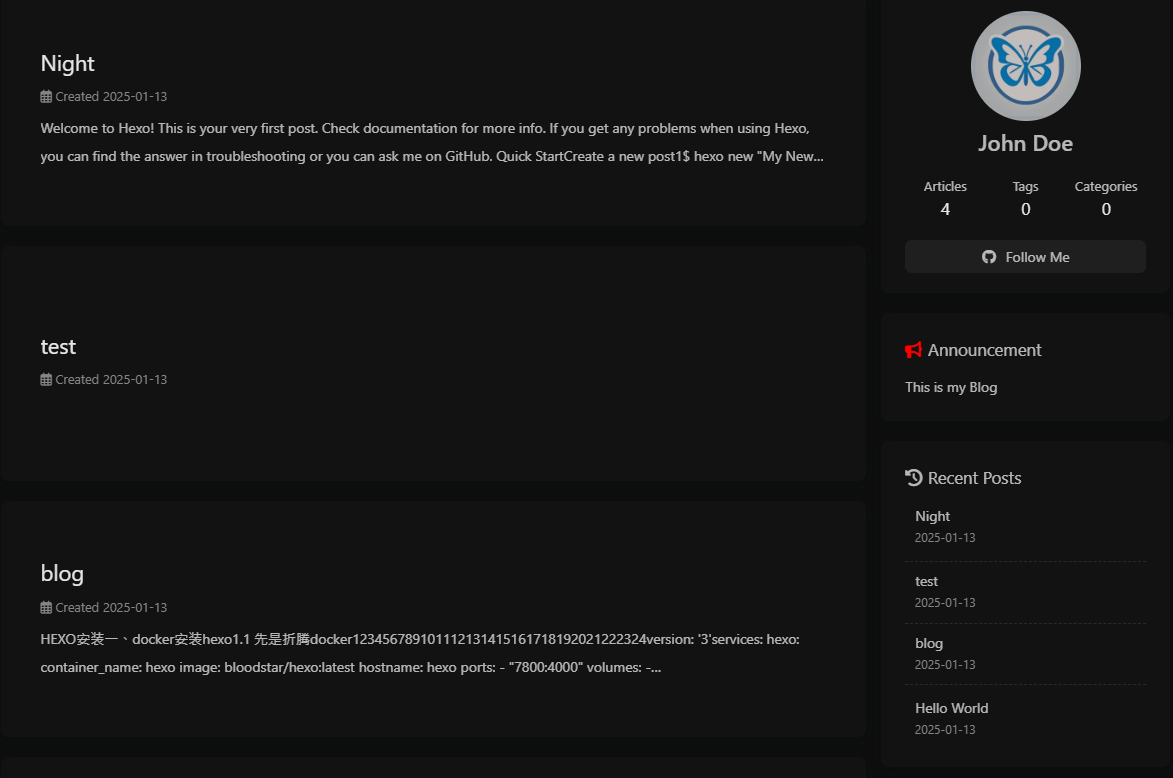 Night
Created 2025-01-13
Welcome to Hexo! This is your very first post. Check documentation for more info. If you get any problems when using Hexo,
you can find the answer in troubleshooting or you can ask me on GitHub. Quick StartCreate a new post1$ hexo new "My New...
test
Created 2025-01-13
blog
Created 2025-01-13
HEXO安装一、docker安装hexo1.1 先是折腾docker123456789101112131415161718192021222324version: '3'services: hexo:
container_name: hexo image: bloodstar/hexo:latest hostname: hexo ports: - "7800:4000" volumes: -...
John Doe
Articles Tags Categories
4 0 0
Follow Me
Announcement
This is my Blog
Recent Posts
Night
2025-01-13
test
2025-01-13
blog
2025-01-13
Hello World
2025-01-13